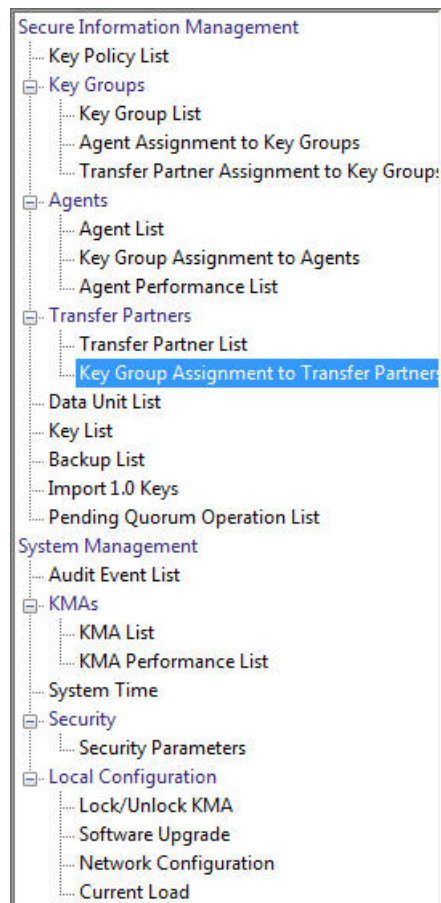 Secure Information Management
Key Policy List
Key Groups
Key Group List
Agent Assignment to Key Groups
Transfer Partner Assignment to Key Groups
Agents
Agent List
Key Group Assignment to Agents
Agent Performance List
Transfer Partners
Transfer Partner List
Key Group Assignment to Transfer Partners
Data Unit List
Key List
Backup List
Import 1.0 Keys
Pending Quorum Operation List
System Management
Audit Event List
KMAs
KMA List
KMA Performance List
System Time
Security
Security Parameters
Local Configuration
Lock/Unlock KMA
Software Upgrade
Network Configuration
Current Load